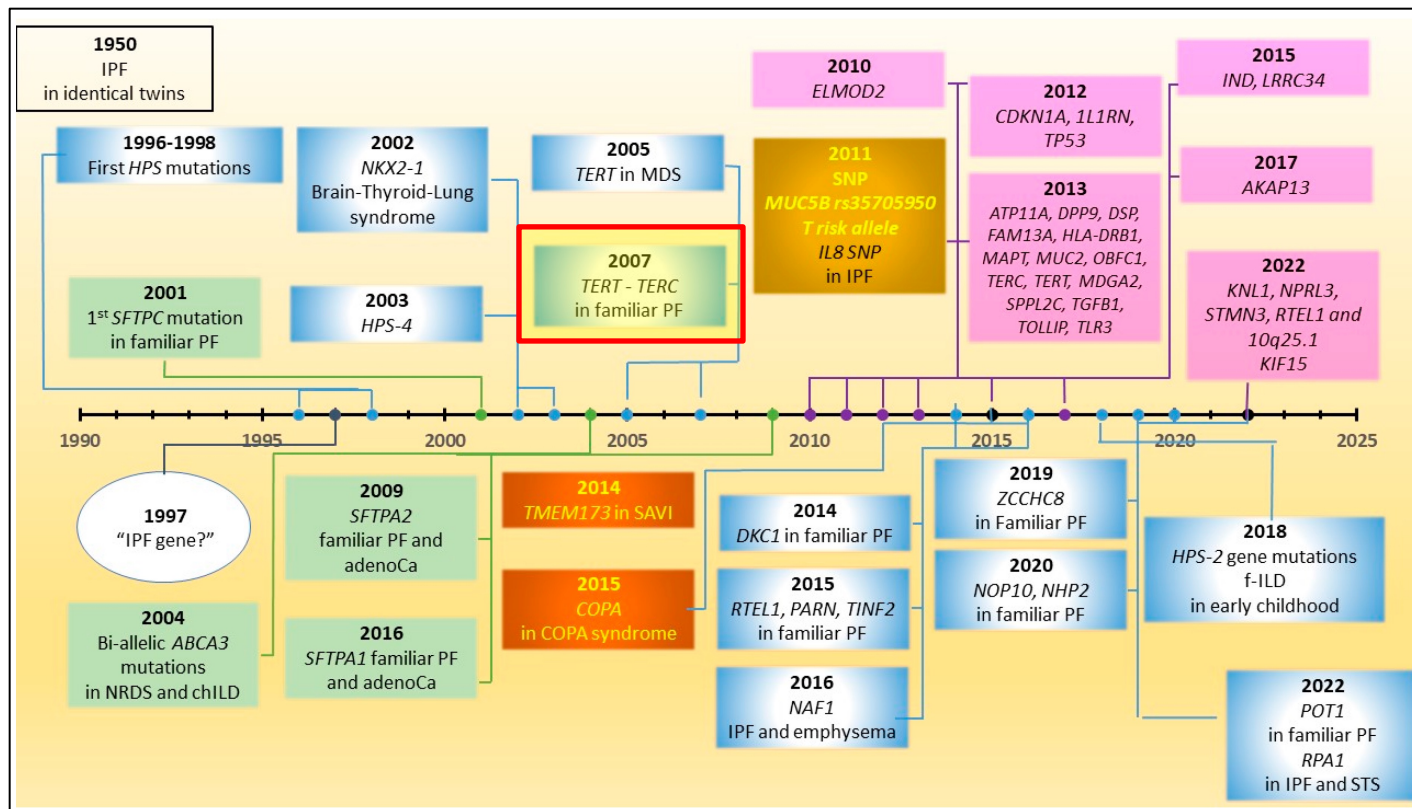 1950
IPF
in identical twins
1996-1998
First HPS mutations
2002
NKX2-1
Brain-Thyroid-Lung
syndrome
2005
TERT in MDS
2010
ELMOD2
2012
CDKN1A, 1L1RN,
TP53
2015
IND, LRRC34
2001
1st SFTPC mutation
in familiar PF
2003
HPS-4
2007
TERT - TERC
in familiar PF
2011
SNP
MUC5B rs35705950
T risk allele
IL8 SNP
in IPF
2013
ATP11A, DPP9, DSP,
FAM13A, HLA-DRB1,
MAPT, MUC2, OBFC1,
TERC, TERT, MDGA2,
SPPL2C, TGFB1,
TOLLIP, TLR3
2017
AKAP13
2022
KNL1, NPRL3,
STMN3, RTEL1 and
10q25.1
KIF15
1990 1995 2000 2005 2010 2015 2020 2025
1997
“IPF gene?”
2004
Bi-allelic ABCA3
mutations
in NRDS and chILD
2009
SFTPA2
familiar PF and
adenoCa
2016
SFTPA1 familiar PF
and adenoCa
2014
TMEM173 in SAVI
2015
COPA
in COPA syndrome
2014
DKC1 in familiar PF
2015
RTEL1, PARN, TINF2
in familiar PF
2016
NAF1
IPF and emphysema
2019
ZCCHC8
in Familiar PF
2020
NOP10, NHP2
in familiar PF
2018
HPS-2 gene mutations
f-ILD
in early childhood
2022
POT1
in familiar PF
RPA1
in IPF and STS